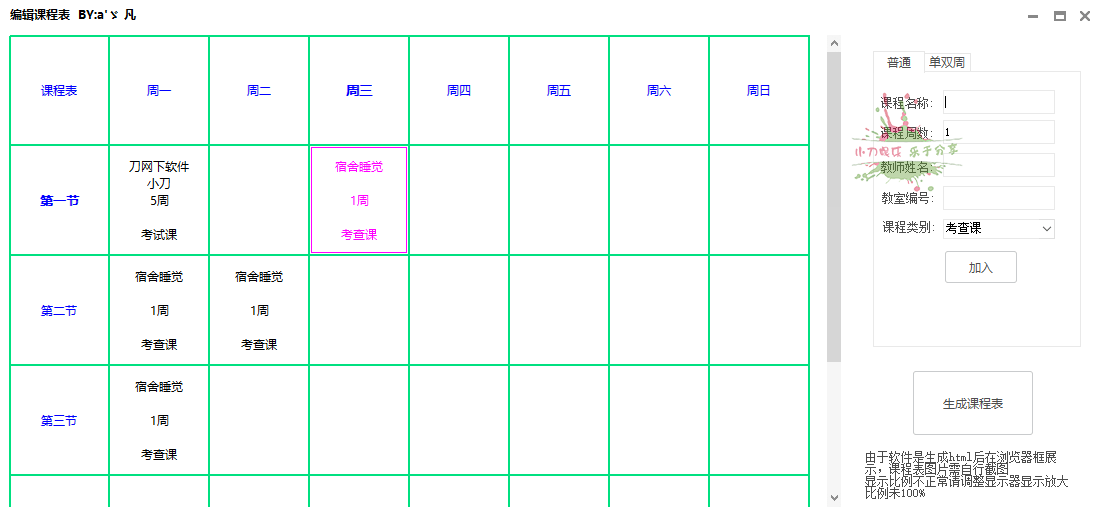 编辑课程表 BY:a'ゞ 凡
课程表 周一 周二 周三 周四 周五 周六 周日
第一节
刀网下软件
小刀
5周
考试课
宿舍睡觉
1周
考查课
第二节
宿舍睡觉
1周
考查课
宿舍睡觉
1周
考查课
第三节
宿舍睡觉
1周
考查课
普通 单双周
课程名称:
课程周数: 1
小刀娱乐 乐于分享
教师姓名:
教室编号:
课程类别: 考查课
加入
生成课程表
由于软件是生成html后在浏览器框展
示，课程表图片需自行截图
显示比例不正常请调整显示器显示放大
比例未100%